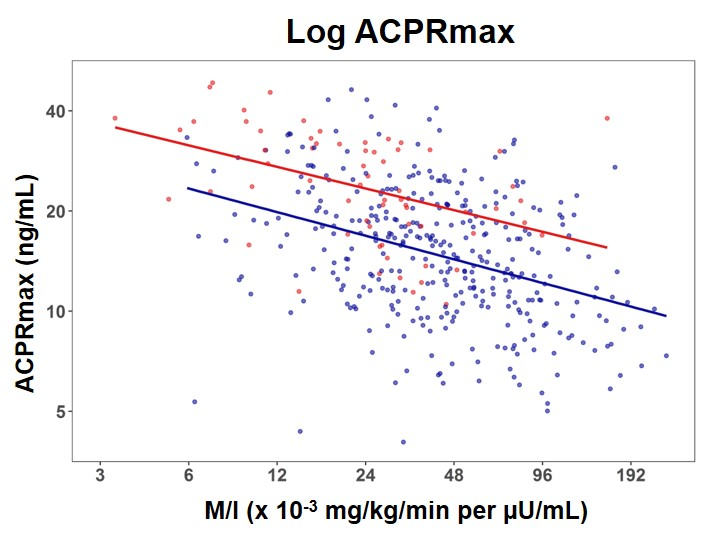 Log ACPRmax
ACPRmax (ng/mL)
40
20
10
5
3 6 12 24 48 96 192
M/I (x 10⁻³ mg/kg/min per µU/mL)